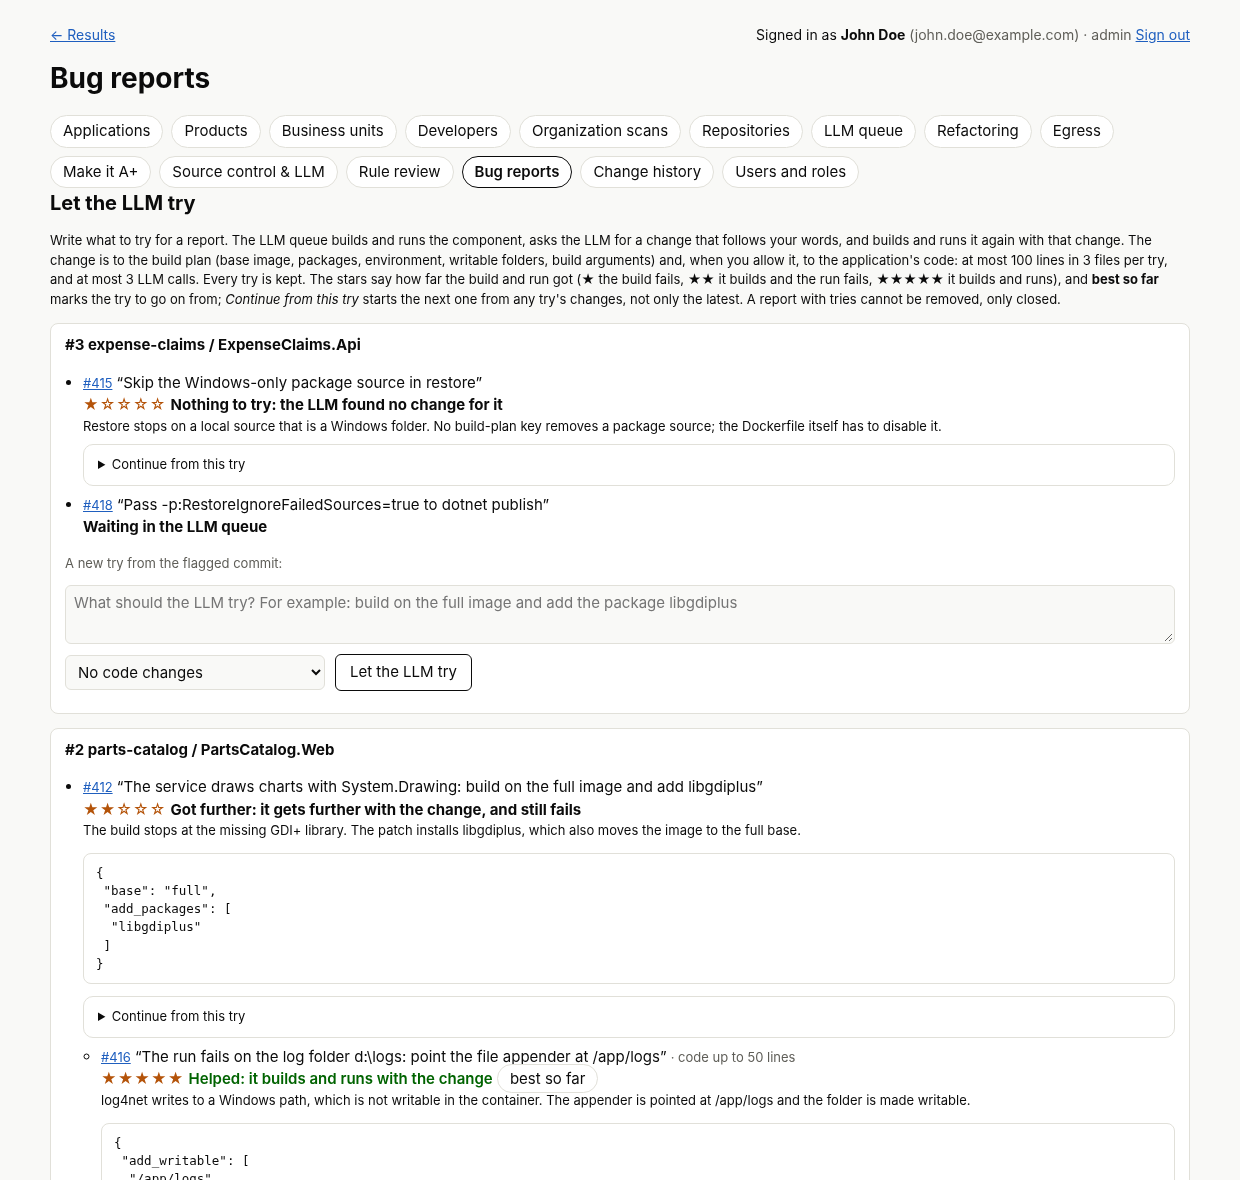 ← Results
Signed in as John Doe (john.doe@example.com) · admin Sign out
Bug reports
Applications Products Business units Developers Organization scans Repositories LLM queue Refactoring Egress
Make it A+ Source control & LLM Rule review Bug reports Change history Users and roles
Let the LLM try
Write what to try for a report. The LLM queue builds and runs the component, asks the LLM for a change that follows your words, and builds and runs it again with that change. The
change is to the build plan (base image, packages, environment, writable folders, build arguments) and, when you allow it, to the application's code: at most 100 lines in 3 files per try,
and at most 3 LLM calls. Every try is kept. The stars say how far the build and run got (★ the build fails, ★★ it builds and the run fails, ★★★★★ it builds and runs), and best so far
marks the try to go on from; Continue from this try starts the next one from any try's changes, not only the latest. A report with tries cannot be removed, only closed.
#3 expense-claims / ExpenseClaims.Api
• #415 “Skip the Windows-only package source in restore”
★☆☆☆☆ Nothing to try: the LLM found no change for it
Restore stops on a local source that is a Windows folder. No build-plan key removes a package source; the Dockerfile itself has to disable it.
▶ Continue from this try
• #418 “Pass -p:RestoreIgnoreFailedSources=true to dotnet publish”
Waiting in the LLM queue
A new try from the flagged commit:
What should the LLM try? For example: build on the full image and add the package libgdiplus
No code changes Let the LLM try
#2 parts-catalog / PartsCatalog.Web
• #412 “The service draws charts with System.Drawing: build on the full image and add libgdiplus”
★★☆☆☆ Got further: it gets further with the change, and still fails
The build stops at the missing GDI+ library. The patch installs libgdiplus, which also moves the image to the full base.
{
"base": "full",
"add_packages": [
"libgdiplus"
]
}
▶ Continue from this try
◦ #416 “The run fails on the log folder d:\logs: point the file appender at /app/logs” · code up to 50 lines
★★★★★ Helped: it builds and runs with the change best so far
log4net writes to a Windows path, which is not writable in the container. The appender is pointed at /app/logs and the folder is made writable.
{
"add_writable": [
"/app/logs"